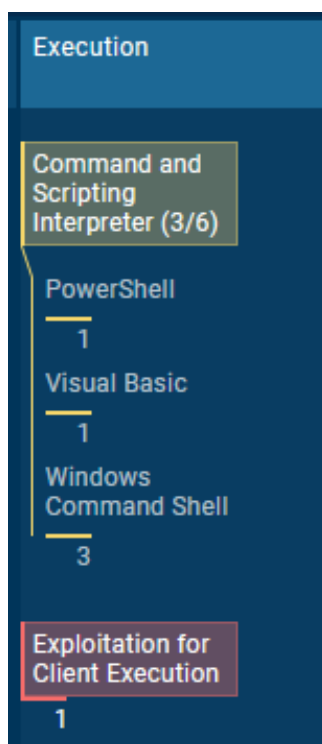 Execution
Command and
Scripting
Interpreter (3/6)
PowerShell
1
Visual Basic
1
Windows
Command Shell
3
Exploitation for
Client Execution
1